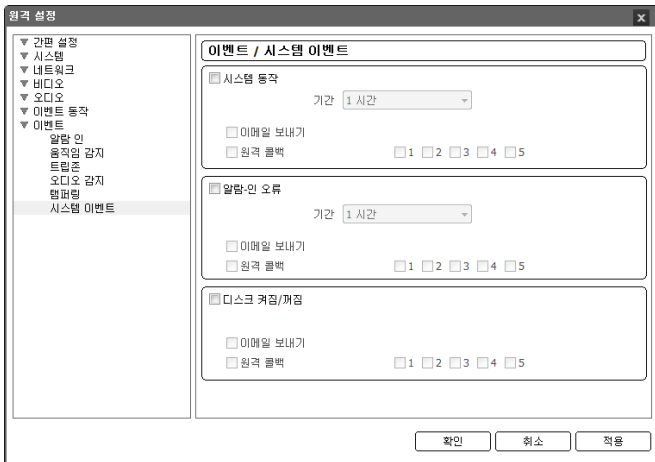 원격 설정
간편 설정
시스템
네트워크
비디오
오디오
이벤트 동작
이벤트
알람 인
움직임 감지
트립존
오디오 감지
탬퍼링
시스템 이벤트
이벤트 / 시스템 이벤트
시스템 동작
기간 1 시간
이메일 보내기
원격 콜백 1 2 3 4 5
알람-인 오류
기간 1 시간
이메일 보내기
원격 콜백 1 2 3 4 5
디스크 켜짐/꺼짐
이메일 보내기
원격 콜백 1 2 3 4 5
확인 취소 적용